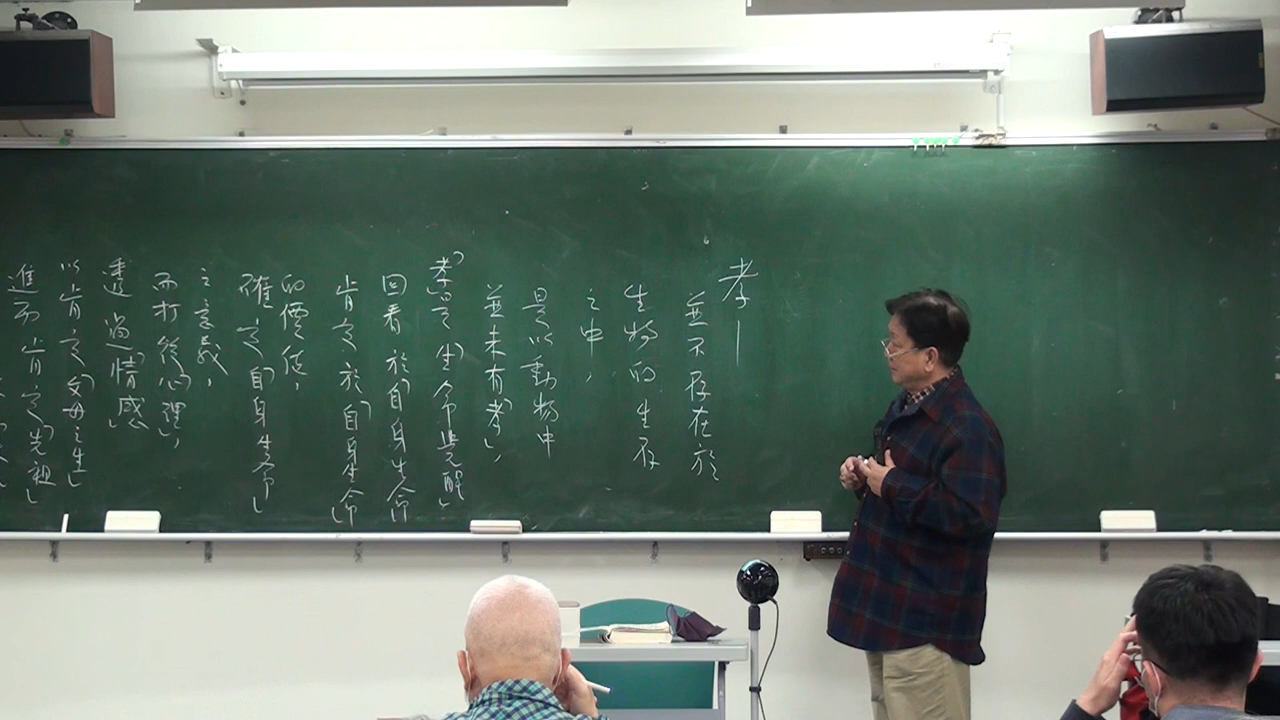 孝—
並不存在於
生物的生存
之中，
是以動物中
並未有「孝」，
「孝」是「生命覺醒」
回看於「自身生命」
肯定於「自身生命」
的價值，
確定「自身生命」
之意義，
而打從「心理」，
透過「情感」
以肯定「父母之生」
進而肯定「先祖」